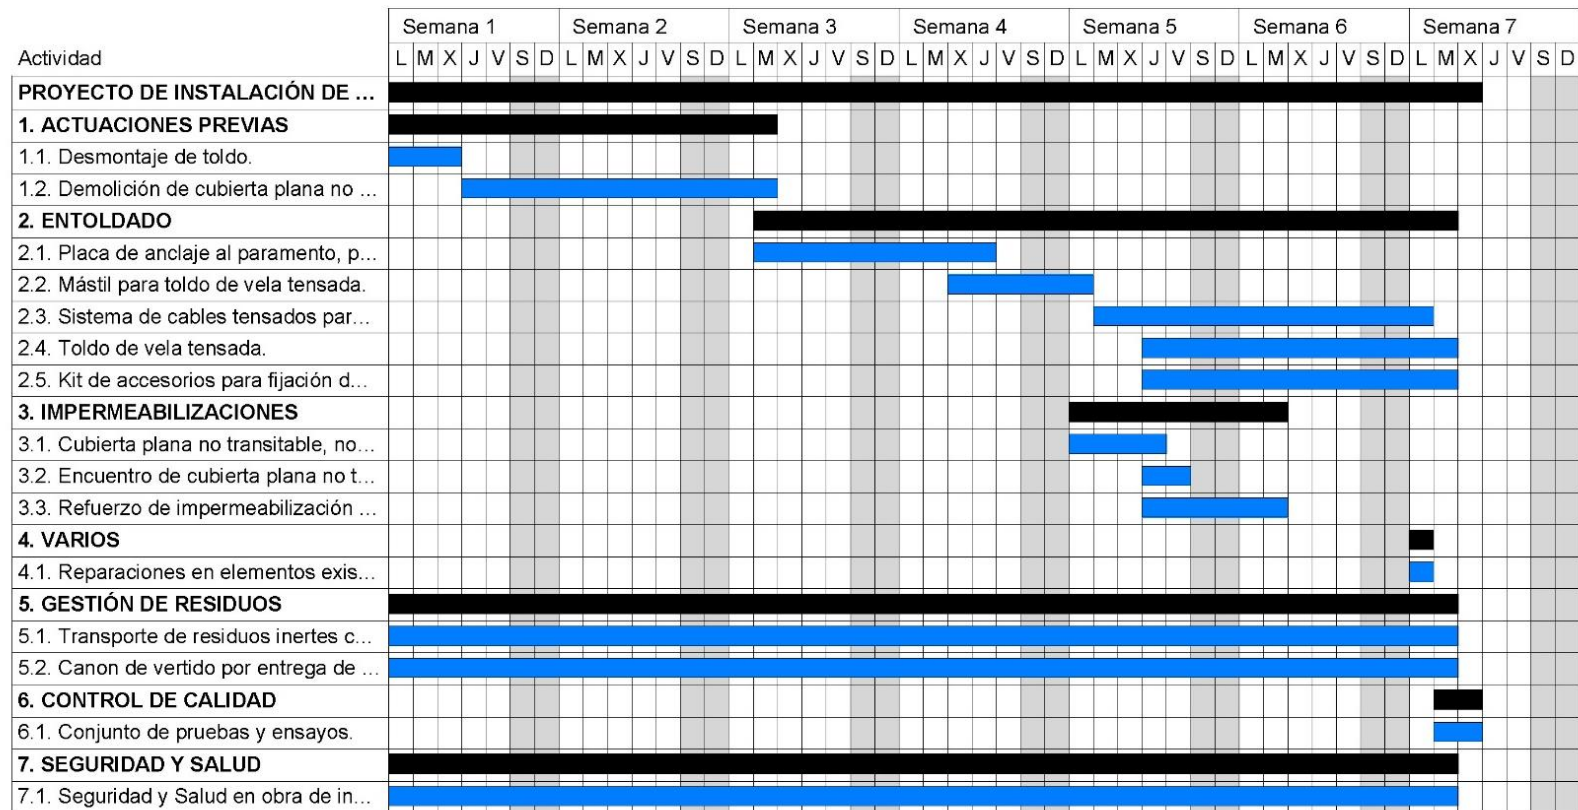 Semana 1 Semana 2 Semana 3 Semana 4 Semana 5 Semana 6 Semana 7
Actividad L M X J V S D L M X J V S D L M X J V S D L M X J V S D L M X J V S D L M X J V S D L M X J V S D
PROYECTO DE INSTALACIÓN DE ...
1. ACTUACIONES PREVIAS
1.1. Desmontaje de toldo.
1.2. Demolición de cubierta plana no ...
2. ENTOLDADO
2.1. Placa de anclaje al paramento, p...
2.2. Mástil para toldo de vela tensada.
2.3. Sistema de cables tensados par...
2.4. Toldo de vela tensada.
2.5. Kit de accesorios para fijación d...
3. IMPERMEABILIZACIONES
3.1. Cubierta plana no transitable, no...
3.2. Encuentro de cubierta plana no t...
3.3. Refuerzo de impermeabilización ...
4. VARIOS
4.1. Reparaciones en elementos exis...
5. GESTIÓN DE RESIDUOS
5.1. Transporte de residuos inertes c...
5.2. Canon de vertido por entrega de ...
6. CONTROL DE CALIDAD
6.1. Conjunto de pruebas y ensayos.
7. SEGURIDAD Y SALUD
7.1. Seguridad y Salud en obra de in...